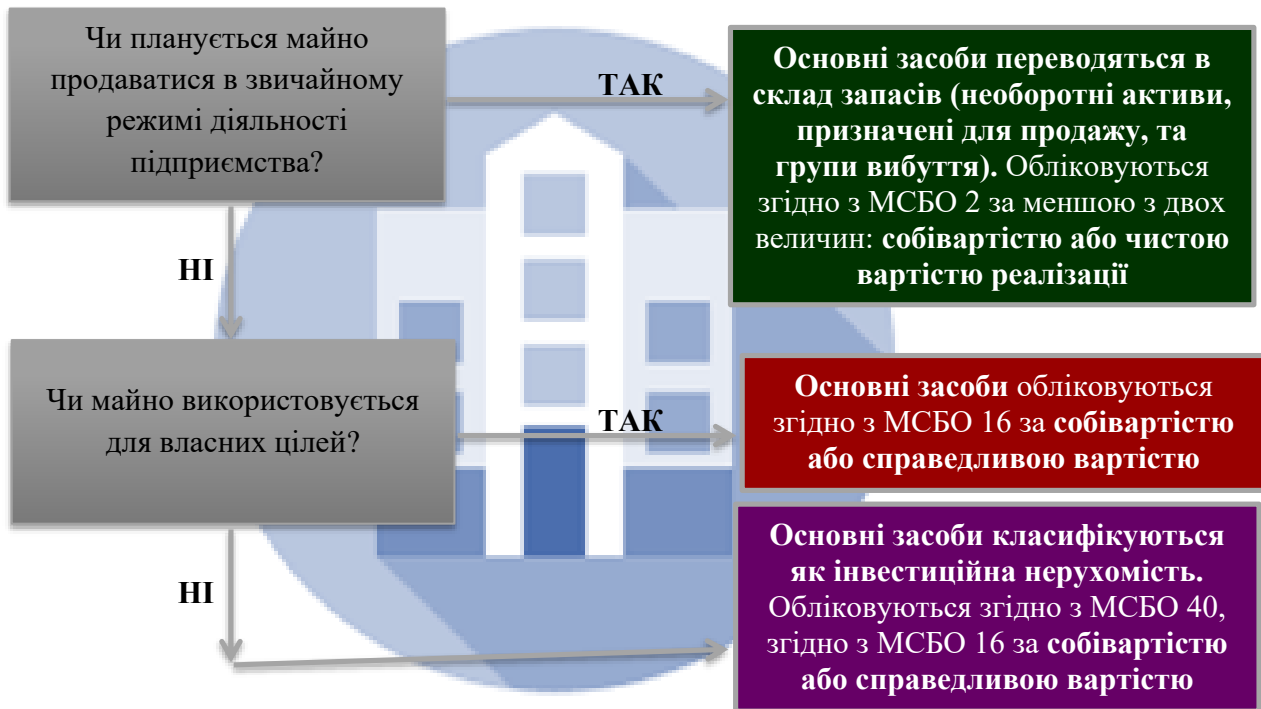 Чи планується майно
продаватися в звичайному
режимі діяльності
підприємства?
ТАК
Основні засоби переводяться в
склад запасів (необоротні активи,
призначені для продажу, та
групи вибуття). Обліковуються
згідно з МСБО 2 за меншою з двох
величин: собівартістю або чистою
вартістю реалізації
НІ
Чи майно використовується
для власних цілей?
ТАК
Основні засоби обліковуються
згідно з МСБО 16 за собівартістю
або справедливою вартістю
НІ
Основні засоби класифікуються
як інвестиційна нерухомість.
Обліковуються згідно з МСБО 40,
згідно з МСБО 16 за собівартістю
або справедливою вартістю